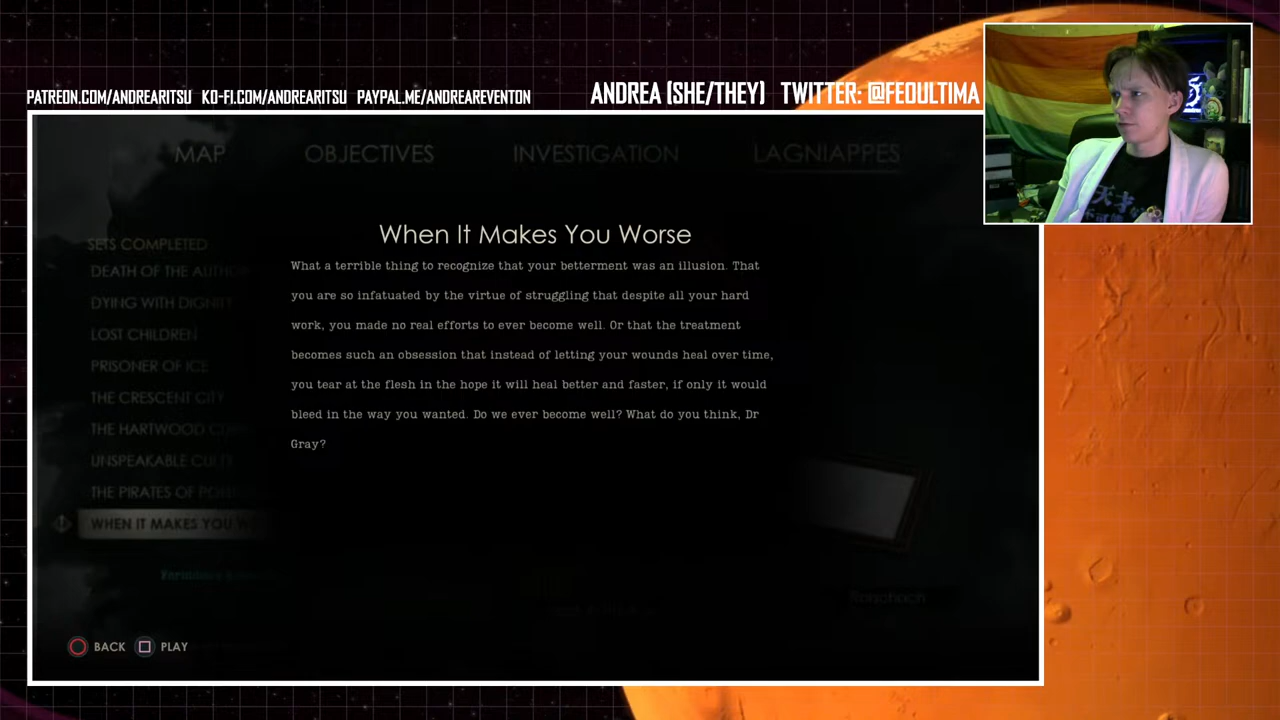 PATREON.COM/ANDREARITSU KO-FI.COM/ANDREARITSU PAYPAL.ME/ANDREAREVENTON
ANDREA (SHE/THEY) TWITTER: @FEOULTIMA
MAP OBJECTIVES INVESTIGATION LAGNIAPPES
SETS COMPLETED
DEATH OF THE AUTHOR
DYING WITH DIGNITY
LOST CHILDREN
PRISONER OF ICE
THE CRESCENT CITY
THE HARTWOOD
UNSPEAKABLE CULTS
THE PIRATES OF
WHEN IT MAKES YOU
When It Makes You Worse
What a terrible thing to recognize that your betterment was an illusion. That
you are so infatuated by the virtue of struggling that despite all your hard
work, you made no real efforts to ever become well. Or that the treatment
becomes such an obsession that instead of letting your wounds heal over time,
you tear at the flesh in the hope it will heal better and faster, if only it would
bleed in the way you wanted. Do we ever become well? What do you think, Dr
Gray?
Rorschach
BACK PLAY